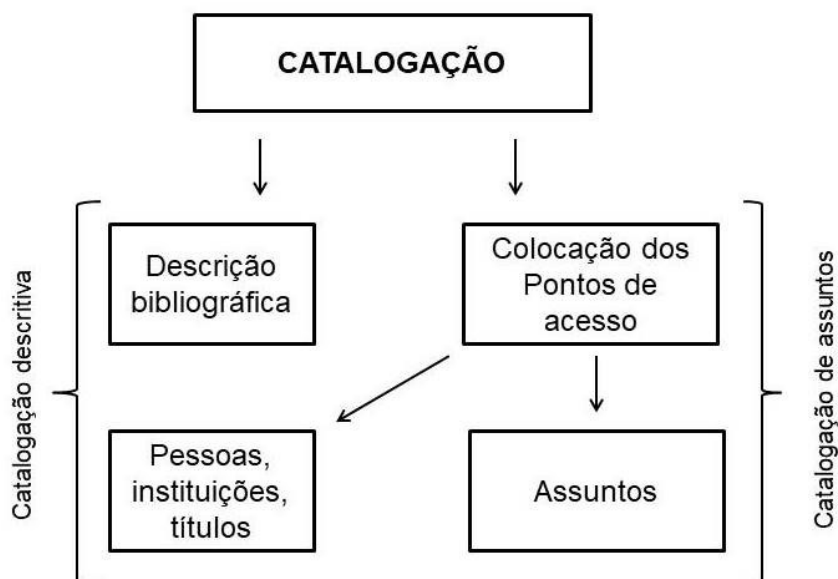 CATALOGAÇÃO
Catalogação descritiva
Descrição
bibliográfica
Colocação dos
Pontos de
acesso
Catalogação de assuntos
Pessoas,
instituições,
títulos
Assuntos